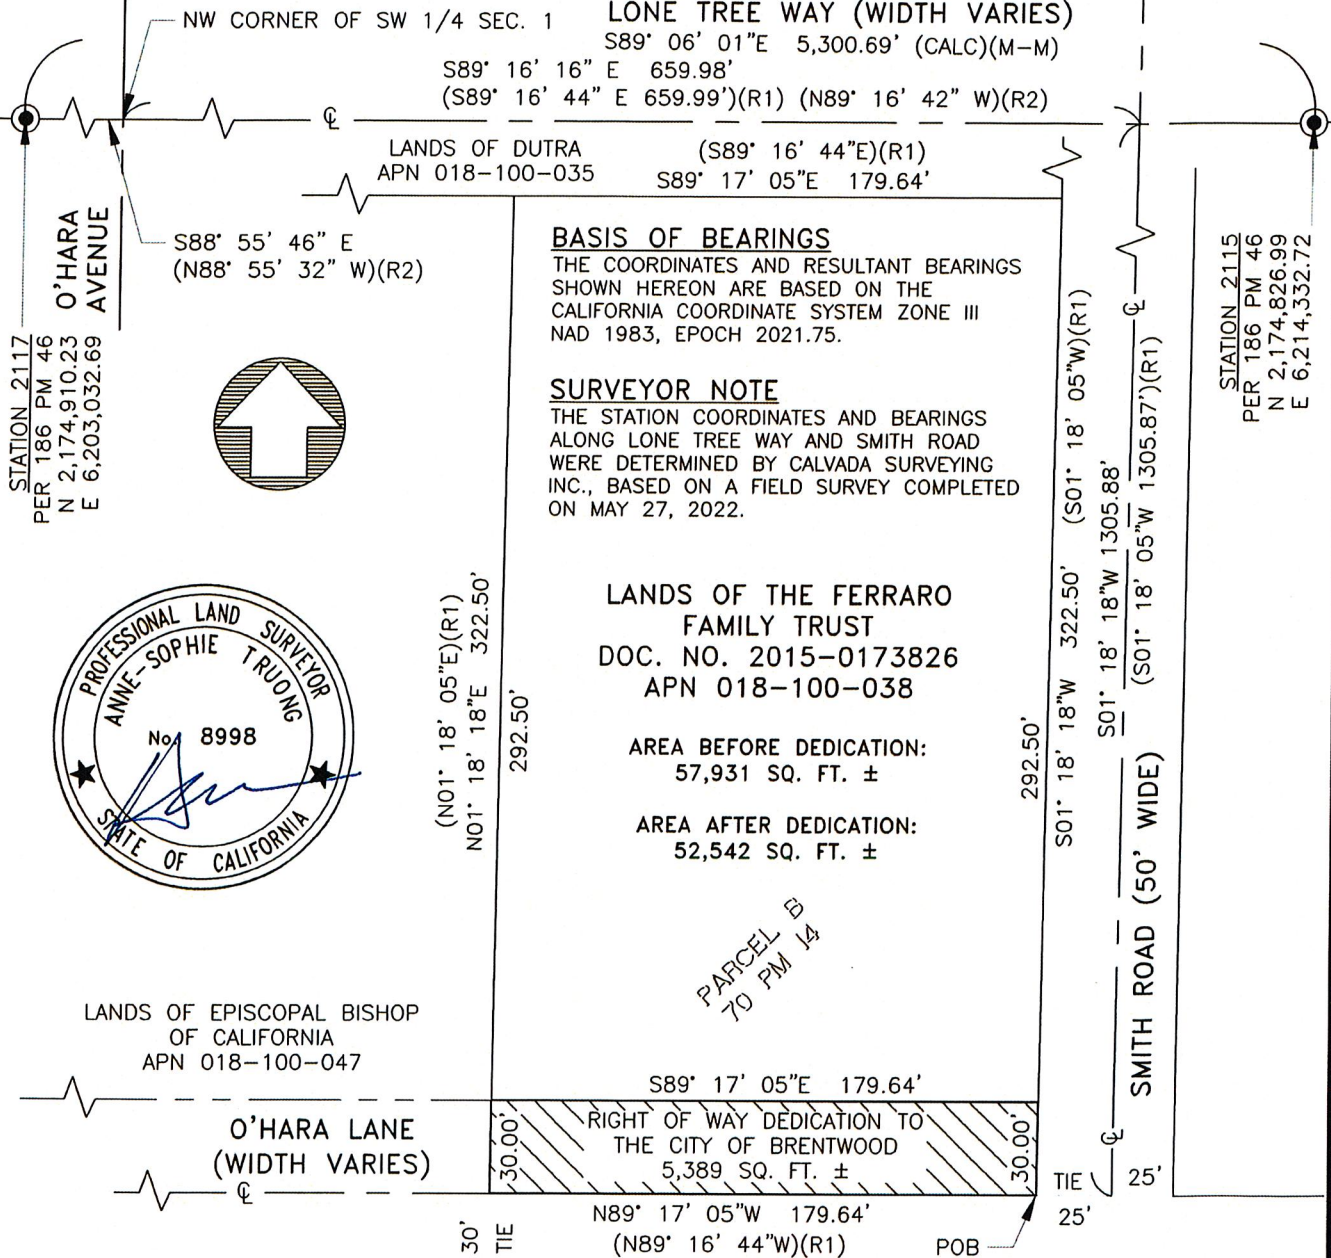 NW CORNER OF SW 1/4 SEC. 1
LONE TREE WAY (WIDTH VARIES)
S89° 06' 01"E 5,300.69' (CALC)(M-M)
S89° 16' 16" E 659.98'
(S89° 16' 44" E 659.99')(R1) (N89° 16' 42" W)(R2)
℄
LANDS OF DUTRA
APN 018-100-035
(S89° 16' 44"E)(R1)
S89° 17' 05"E 179.64'
O'HARA
AVENUE
S88° 55' 46" E
(N88° 55' 32" W)(R2)
STATION 2117
PER 186 PM 46
N 2,174,910.23
E 6,203,032.69
BASIS OF BEARINGS
THE COORDINATES AND RESULTANT BEARINGS
SHOWN HEREON ARE BASED ON THE
CALIFORNIA COORDINATE SYSTEM ZONE III
NAD 1983, EPOCH 2021.75.
SURVEYOR NOTE
THE STATION COORDINATES AND BEARINGS
ALONG LONE TREE WAY AND SMITH ROAD
WERE DETERMINED BY CALVADA SURVEYING
INC., BASED ON A FIELD SURVEY COMPLETED
ON MAY 27, 2022.
STATION 2115
PER 186 PM 46
N 2,174,826.99
E 6,214,332.72
PROFESSIONAL LAND SURVEYOR
ANNE-SOPHIE TRUONG
No. 8998
STATE OF CALIFORNIA
(N01° 18' 05"E)(R1)
N01° 18' 18"E 322.50'
292.50'
LANDS OF THE FERRARO
FAMILY TRUST
DOC. NO. 2015-0173826
APN 018-100-038
AREA BEFORE DEDICATION:
57,931 SQ. FT. ±
AREA AFTER DEDICATION:
52,542 SQ. FT. ±
PARCEL B
70 PM 14
292.50'
S01° 18' 18"W 322.50'
(S01° 18' 05"W)(R1)
S01° 18' 18"W 1305.88'
(S01° 18' 05"W 1305.87')(R1)
℄
SMITH ROAD (50' WIDE)
LANDS OF EPISCOPAL BISHOP
OF CALIFORNIA
APN 018-100-047
S89° 17' 05"E 179.64'
O'HARA LANE
(WIDTH VARIES)
℄
30.00'
RIGHT OF WAY DEDICATION TO
THE CITY OF BRENTWOOD
5,389 SQ. FT. ±
30.00'
℄
TIE
25'
25'
N89° 17' 05"W 179.64'
(N89° 16' 44"W)(R1)
30'
TIE
POB